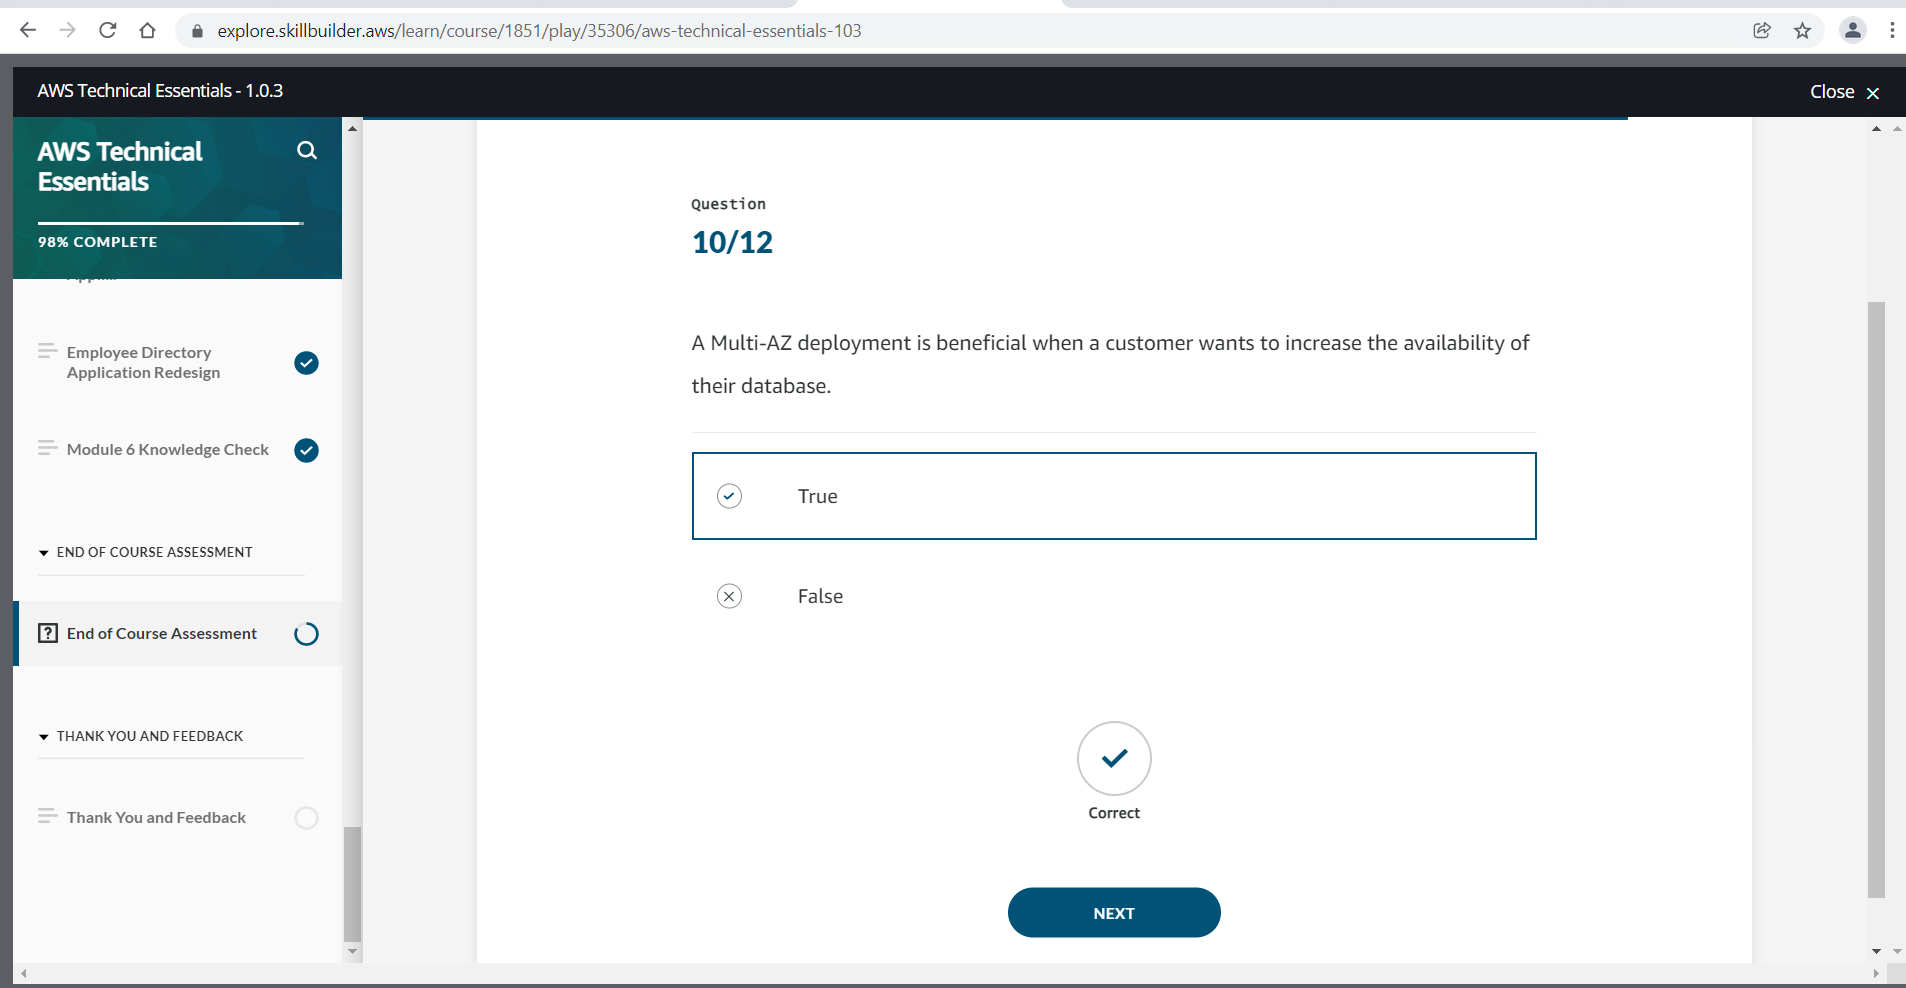 explore.skillbuilder.aws/learn/course/1851/play/35306/aws-technical-essentials-103
AWS Technical Essentials - 1.0.3
Close
AWS Technical
Essentials
98% COMPLETE
Employee Directory
Application Redesign
Module 6 Knowledge Check
END OF COURSE ASSESSMENT
End of Course Assessment
THANK YOU AND FEEDBACK
Thank You and Feedback
Question
10/12
A Multi-AZ deployment is beneficial when a customer wants to increase the availability of
their database.
True
False
Correct
NEXT